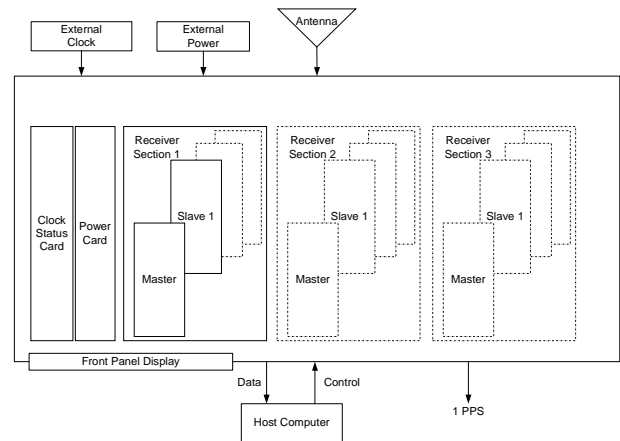 External
Clock
External
Power
Antenna
Clock
Status
Card
Power
Card
Receiver
Section 1
Slave 1
Master
Receiver
Section 2
Slave 1
Master
Receiver
Section 3
Slave 1
Master
Front Panel Display
Data
Control
Host Computer
1 PPS